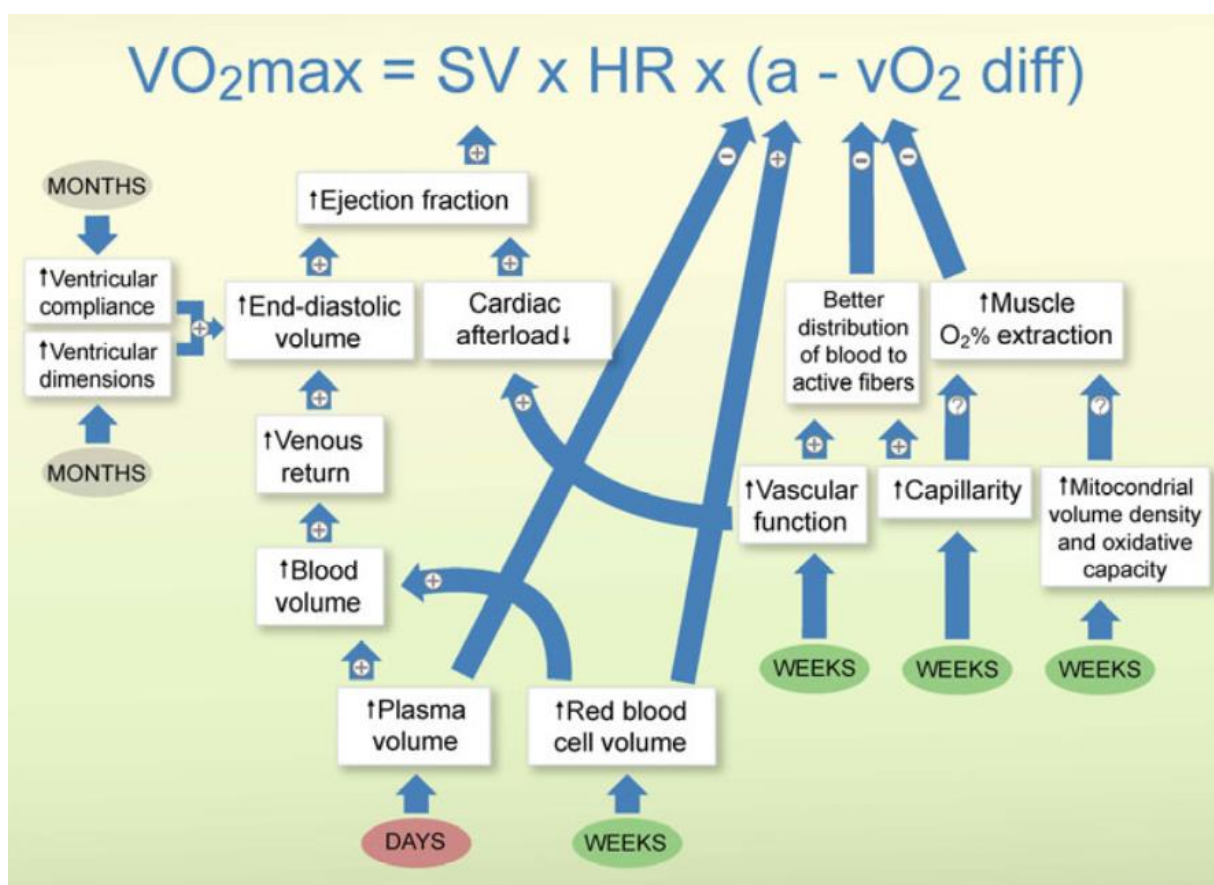 VO₂max = SV x HR x (a - vO₂ diff)
MONTHS
↑Ejection fraction
↑Ventricular
compliance
↑Ventricular
dimensions
MONTHS
↑End-diastolic
volume
Cardiac
afterload↓
Better
distribution
of blood to
active fibers
↑Muscle
O₂% extraction
↑Venous
return
↑Vascular
function
↑Capillarity
↑Mitocondrial
volume density
and oxidative
capacity
↑Blood
volume
WEEKS
WEEKS
WEEKS
↑Plasma
volume
↑Red blood
cell volume
DAYS
WEEKS